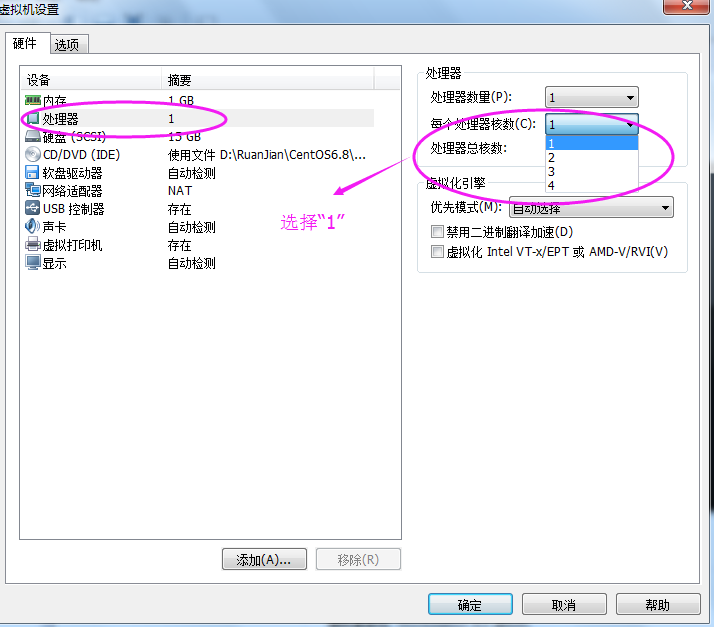 虚拟机设置
硬件 选项
设备 摘要
内存 1 GB
处理器 1
硬盘 (SCSI) 15 GB
CD/DVD (IDE) 使用文件 D:\RuanJian\CentOS6.8\...
软盘驱动器 自动检测
网络适配器 NAT
USB 控制器 存在
声卡 自动检测
虚拟打印机 存在
显示 自动检测
选择“1”
添加(A)... 移除(R)
处理器
处理器数量(P): 1
每个处理器核数(C): 1
处理器总核数:
1
2
3
4
虚拟化引擎
优先模式(M): 自动选择
禁用二进制翻译加速(D)
虚拟化 Intel VT-x/EPT 或 AMD-V/RVI(V)
确定 取消 帮助